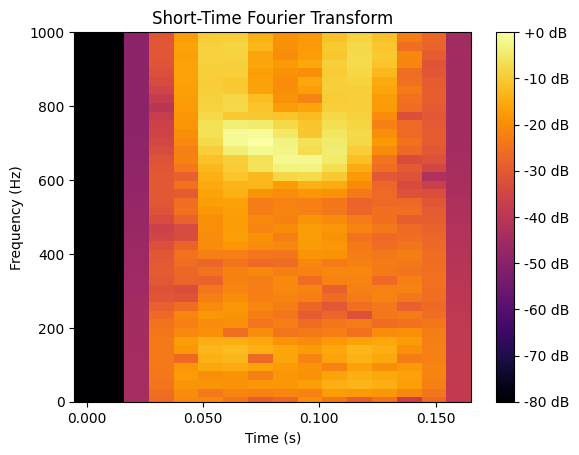 Short-Time Fourier Transform
1000
800
600
400
200
0
Frequency (Hz)
0.000
0.050
0.100
0.150
Time (s)
+0 dB
-10 dB
-20 dB
-30 dB
-40 dB
-50 dB
-60 dB
-70 dB
-80 dB